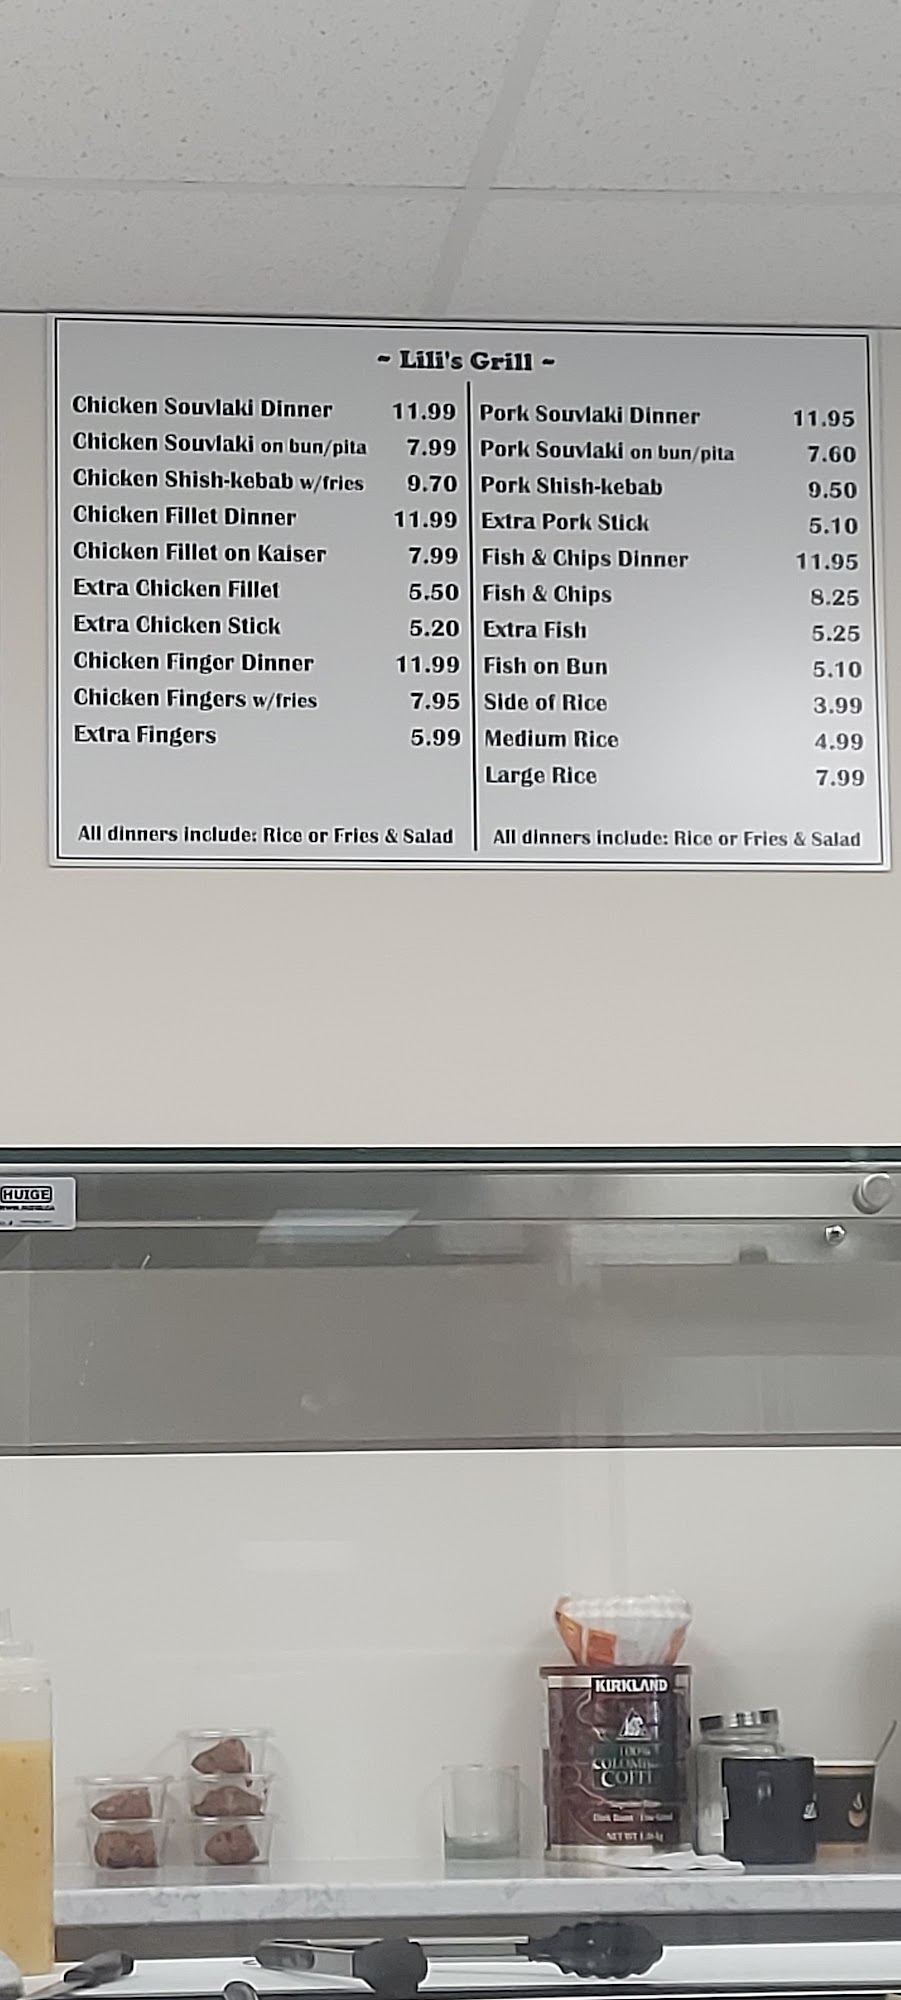 ~ Lili's Grill ~
Chicken Souvlaki Dinner 11.99
Chicken Souvlaki on bun/pita 7.99
Chicken Shish-kebab w/fries 9.70
Chicken Fillet Dinner 11.99
Chicken Fillet on Kaiser 7.99
Extra Chicken Fillet 5.50
Extra Chicken Stick 5.20
Chicken Finger Dinner 11.99
Chicken Fingers w/fries 7.95
Extra Fingers 5.99
All dinners include: Rice or Fries & Salad
Pork Souvlaki Dinner 11.95
Pork Souvlaki on bun/pita 7.60
Pork Shish-kebab 9.50
Extra Pork Stick 5.10
Fish & Chips Dinner 11.95
Fish & Chips 8.25
Extra Fish 5.25
Fish on Bun 5.10
Side of Rice 3.99
Medium Rice 4.99
Large Rice 7.99
All dinners include: Rice or Fries & Salad
HUIGE
KIRKLAND
100%
NET WT